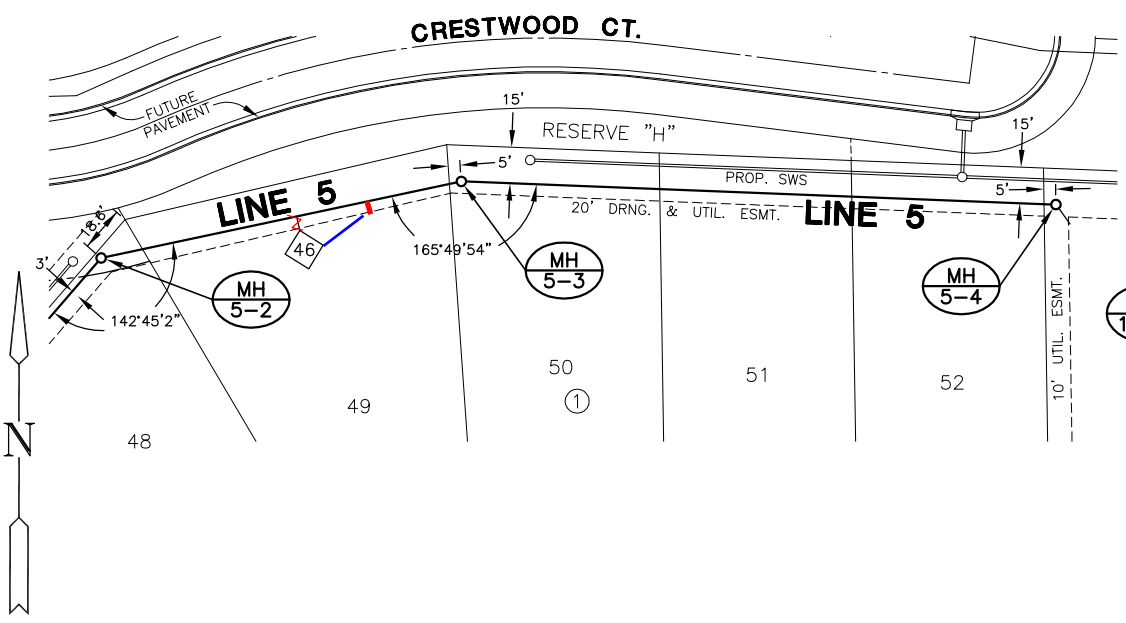 CRESTWOOD CT.
FUTURE
PAVEMENT
15'
RESERVE "H"
15'
5'
PROP. SWS
5'
LINE 5
20' DRNG. & UTIL. ESMT.
LINE 5
18.8'
46
165°49'54"
3'
MH
5-3
MH
5-2
MH
5-4
142°45'2"
10' UTIL. ESMT.
1
50
51
52
1
49
48
N